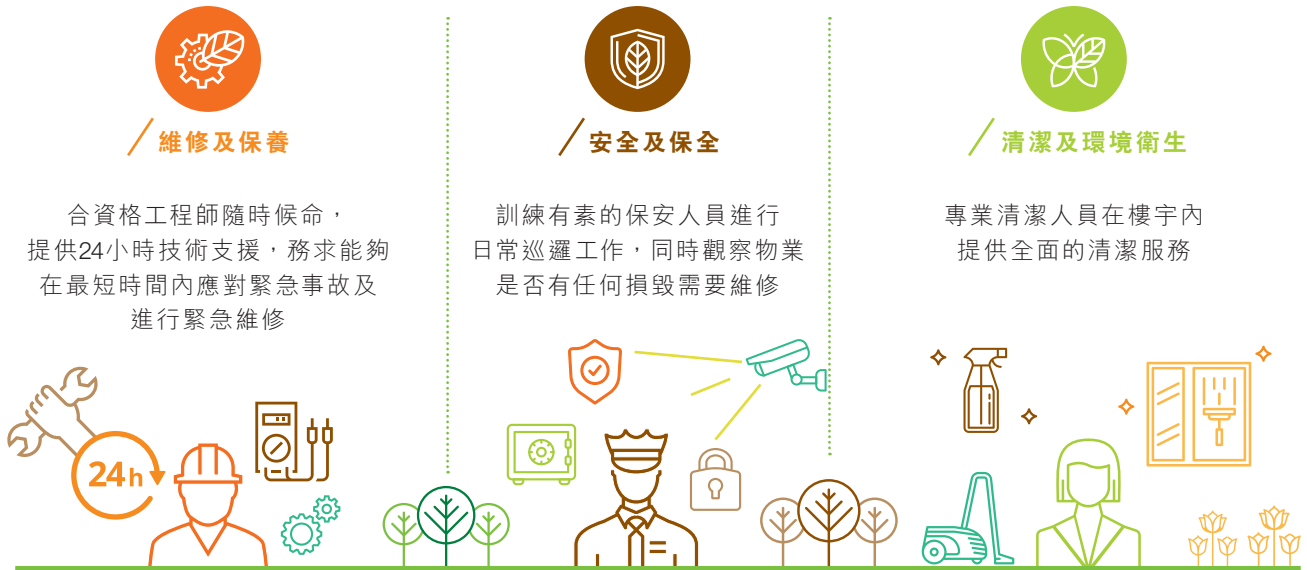 維修及保養
合資格工程師隨時候命，
提供24小時技術支援，務求能夠
在最短時間內應對緊急事故及
進行緊急維修
24h
安全及保全
訓練有素的保安人員進行
日常巡邏工作，同時觀察物業
是否有任何損毀需要維修
清潔及環境衛生
專業清潔人員在樓宇內
提供全面的清潔服務